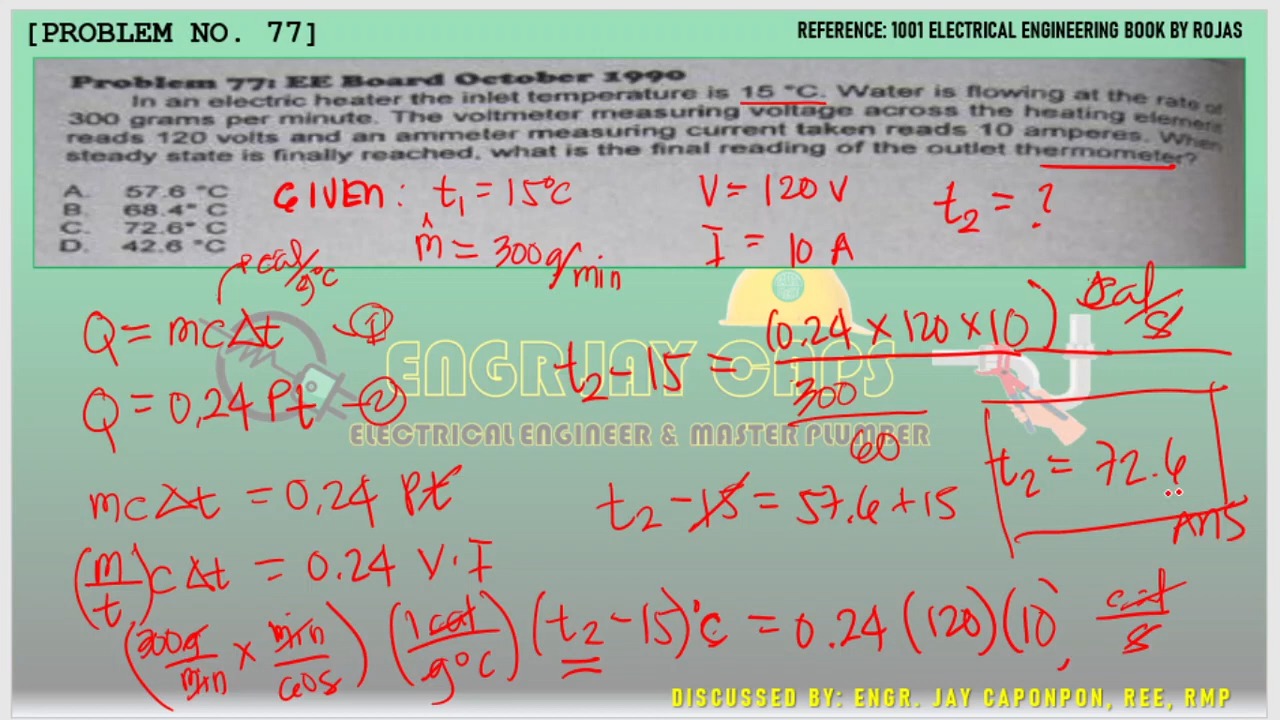 [PROBLEM NO. 77]
REFERENCE: 1001 ELECTRICAL ENGINEERING BOOK BY ROJAS
Problem 77: EE Board October 1990
In an electric heater the inlet temperature is 15 °C. Water is flowing at the rate of
300 grams per minute. The voltmeter measuring voltage across the heating element
reads 120 volts and an ammeter measuring current taken reads 10 amperes. When
steady state is finally reached, what is the final reading of the outlet thermometer?
A. 57.6 °C
B. 68.4° C
C. 72.6° C
D. 42.6 °C
GIVEN: t₁ = 15°C
V = 120 V
t₂ = ?
m = 300 g/min
I = 10 A
cal/g°C
Q = mcΔt - ①
Q = 0.24 Pt - ②
mcΔt = 0.24 Pt
(m/t) cΔt = 0.24 V·I
(300g/min × min/60s) (1 cal/g°C) (t₂ - 15)°C = 0.24 (120)(10) cal/s
t₂ - 15 = (0.24 × 120 × 10) cal/s
300
60
t₂ - 15 = 57.6 + 15
t₂ = 72.6
ANS
ENGRJAY CAPS
ELECTRICAL ENGINEER & MASTER PLUMBER
DISCUSSED BY: ENGR. JAY CAPONPON, REE, RMP